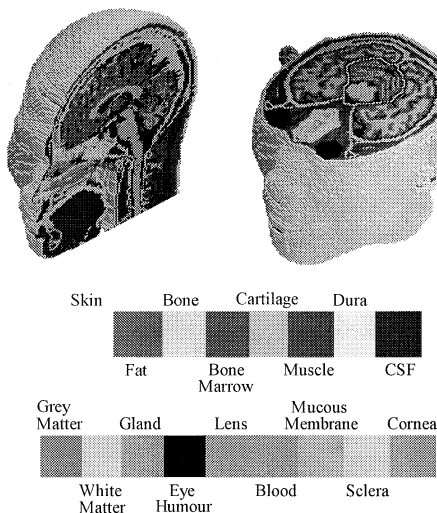 Skin Bone Cartilage Dura
Fat Bone Marrow Muscle CSF
Grey Matter Gland Lens Mucous Membrane Cornea
White Matter Eye Humour Blood Sclera